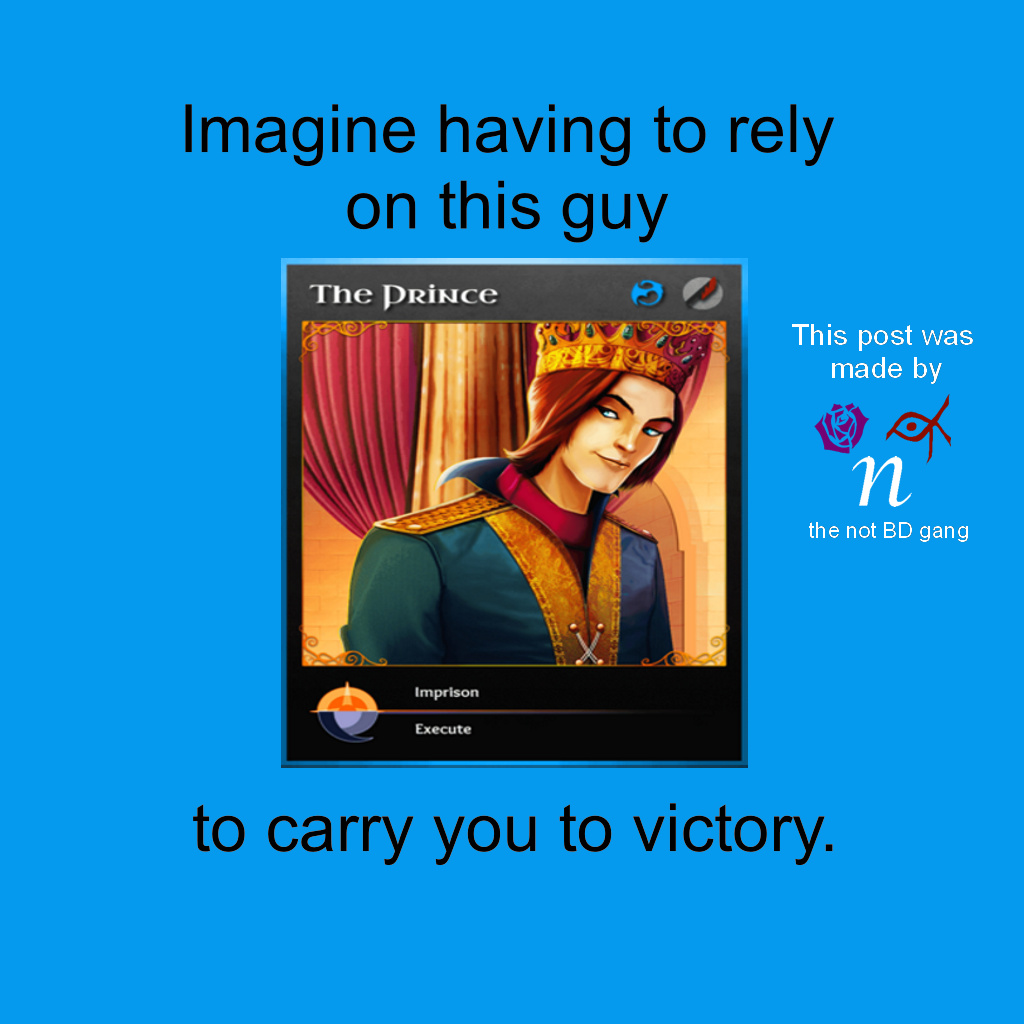 Imagine having to rely
on this guy
The Prince
This post was
made by
n
the not BD gang
Imprison
Execute
to carry you to victory.